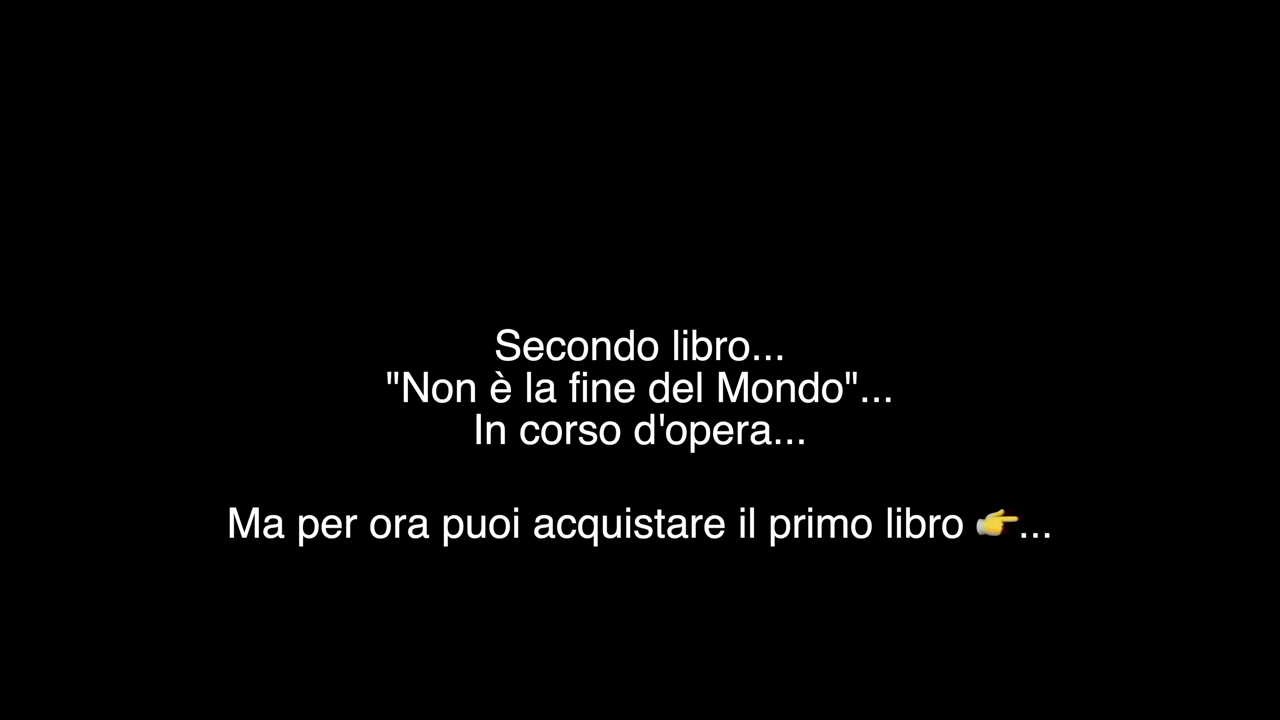 Secondo libro...
"Non è la fine del Mondo"...
In corso d'opera...
Ma per ora puoi acquistare il primo libro 👉...